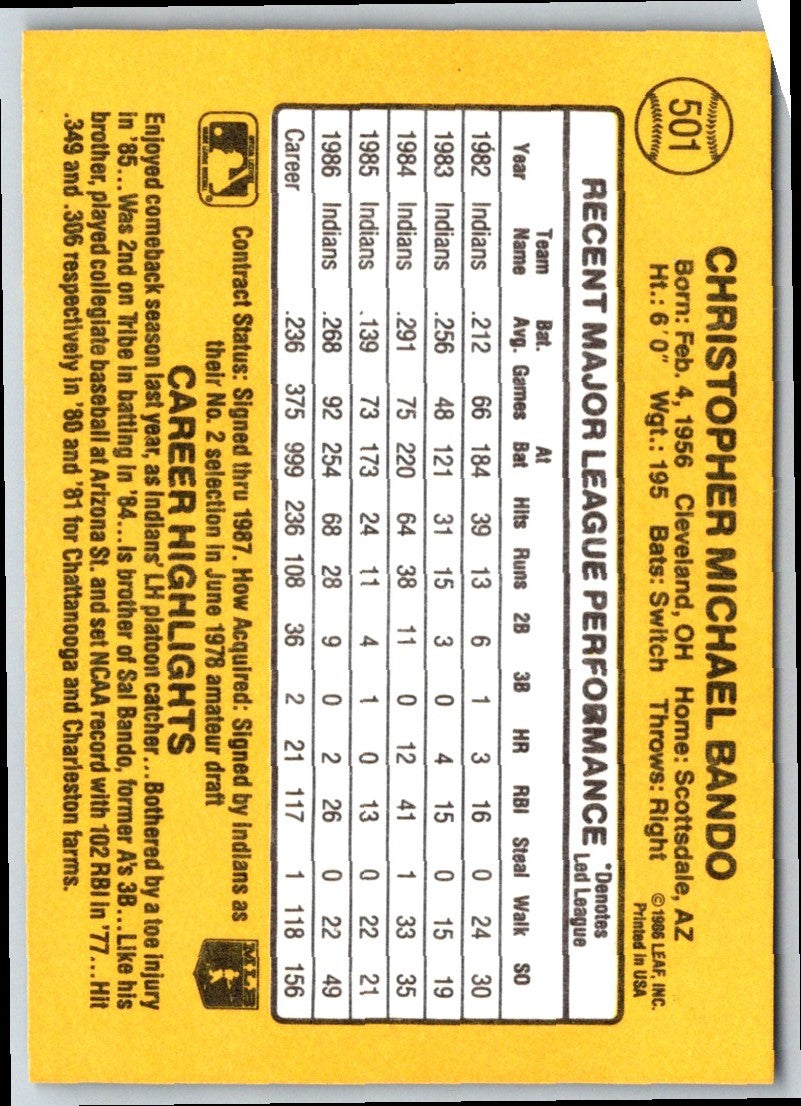 501
CHRISTOPHER MICHAEL BANDO
Born: Feb. 4, 1956 Cleveland, OH Home: Scottsdale, AZ
Ht.: 6'0" Wgt.: 195 Bats: Switch Throws: Right
©1986 LEAF, INC.
Printed in USA
RECENT MAJOR LEAGUE PERFORMANCE
*Denotes
Led League
Year Team Name Bat. Avg. Games At Bat Hits Runs 2B 3B HR RBI Steal Walk SO
1982 Indians .212 66 184 39 13 6 1 3 16 0 24 30
1983 Indians .256 48 121 31 15 3 0 4 15 0 15 19
1984 Indians .291 75 220 64 38 11 0 12 41 1 33 35
1985 Indians .139 73 173 24 11 4 1 0 13 0 22 21
1986 Indians .268 92 254 68 28 9 0 2 26 0 22 49
Career .236 375 999 236 108 36 2 21 117 1 118 156
Contract Status: Signed thru 1987. How Acquired: Signed by Indians as
their No. 2 selection in June 1978 amateur draft
MLB
CAREER HIGHLIGHTS
Enjoyed comeback season last year, as Indians' LH platoon catcher...Bothered by a toe injury
in '85...Was 2nd on Tribe in batting in '84...Is brother of Sal Bando, former A's 3B...Like his
brother, played collegiate baseball at Arizona St. and set NCAA record with 102 RBI in '77...Hit
.349 and .306 respectively in '80 and '81 for Chattanooga and Charleston farms.